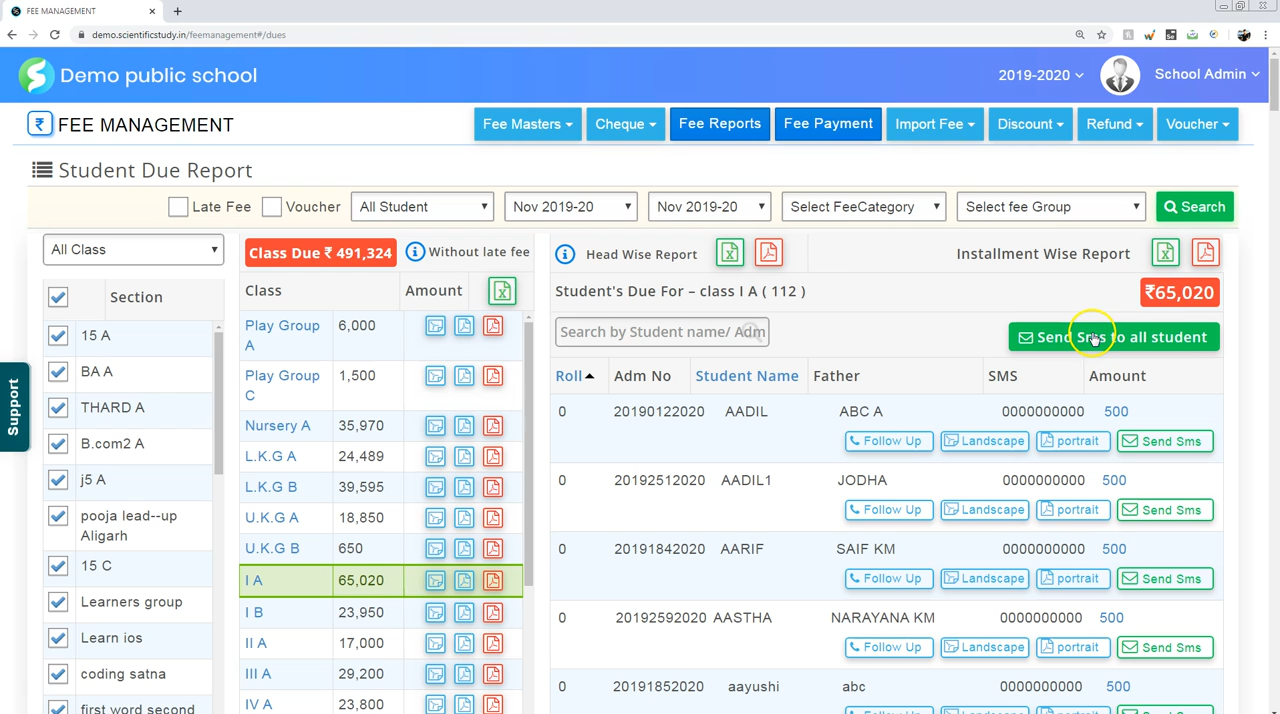 FEE MANAGEMENT
demo.scientificstudy.in/feemanagement#/dues
Demo public school
2019-2020
School Admin
₹ FEE MANAGEMENT
Fee Masters
Cheque
Fee Reports
Fee Payment
Import Fee
Discount
Refund
Voucher
Student Due Report
Late Fee
Voucher
All Student
Nov 2019-20
Nov 2019-20
Select FeeCategory
Select fee Group
Search
All Class
Section
15 A
BA A
THARD A
B.com2 A
j5 A
pooja lead--up
Aligarh
15 C
Learners group
Learn ios
coding satna
first word second
Support
Class Due ₹ 491,324
Without late fee
Class Amount
Play Group
A
6,000
Play Group
C
1,500
Nursery A 35,970
L.K.G A 24,489
L.K.G B 39,595
U.K.G A 18,850
U.K.G B 650
I A 65,020
I B 23,950
II A 17,000
III A 29,200
IV A 23,800
Head Wise Report
Installment Wise Report
Student's Due For – class I A ( 112 )
₹65,020
Search by Student name/ Adm
Send Sms to all student
Roll Adm No Student Name Father SMS Amount
0 20190122020 AADIL ABC A 0000000000 500
Follow Up Landscape portrait Send Sms
0 20192512020 AADIL1 JODHA 0000000000 500
Follow Up Landscape portrait Send Sms
0 20191842020 AARIF SAIF KM 0000000000 500
Follow Up Landscape portrait Send Sms
0 20192592020 AASTHA NARAYANA KM 0000000000 500
Follow Up Landscape portrait Send Sms
0 20191852020 aayushi abc 0000000000 500